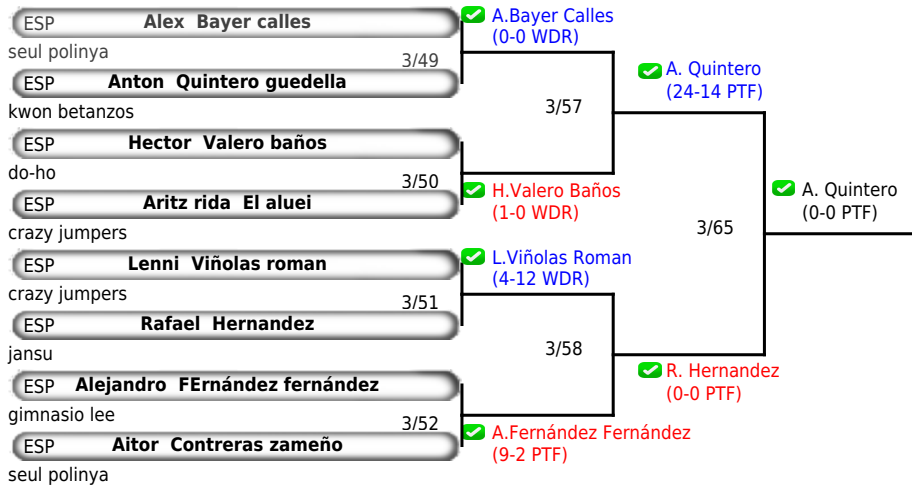 ESP Alex Bayer calles
seul polinya
3/49
ESP Anton Quintero guedella
kwon betanzos
ESP Hector Valero baños
do-ho
3/50
ESP Aritz rida El aluei
crazy jumpers
ESP Lenni Viñolas roman
crazy jumpers
3/51
ESP Rafael Hernandez
jansu
ESP Alejandro FErnández fernández
gimnasio lee
3/52
ESP Aitor Contreras zameño
seul polinya
A.Bayer Calles
(0-0 WDR)
3/57
H.Valero Baños
(1-0 WDR)
L.Viñolas Roman
(4-12 WDR)
3/58
A.Fernández Fernández
(9-2 PTF)
A. Quintero
(24-14 PTF)
3/65
R. Hernandez
(0-0 PTF)
A. Quintero
(0-0 PTF)